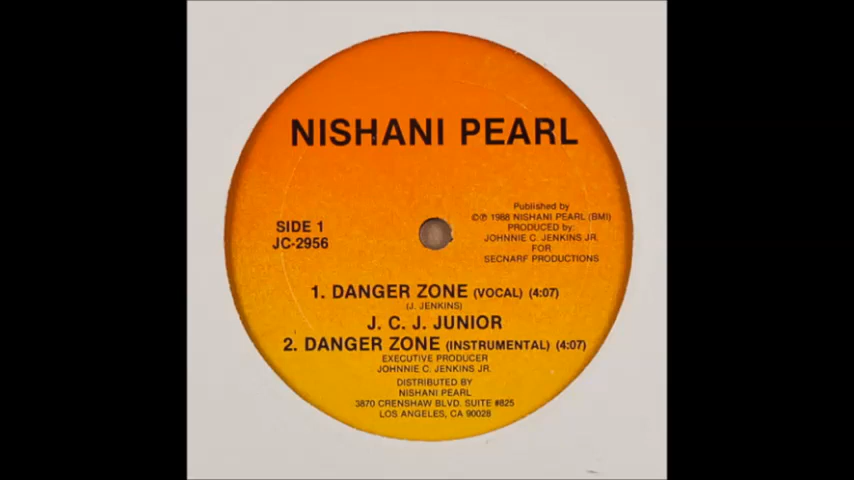 NISHANI PEARL
SIDE 1
JC-2956
Published by
©℗ 1988 NISHANI PEARL (BMI)
PRODUCED by:
JOHNNIE C. JENKINS JR.
FOR
SECNARF PRODUCTIONS
1. DANGER ZONE (VOCAL) (4:07)
(J. JENKINS)
J. C. J. JUNIOR
2. DANGER ZONE (INSTRUMENTAL) (4:07)
EXECUTIVE PRODUCER
JOHNNIE C. JENKINS JR.
DISTRIBUTED BY
NISHANI PEARL
3870 CRENSHAW BLVD. SUITE #825
LOS ANGELES, CA 90028